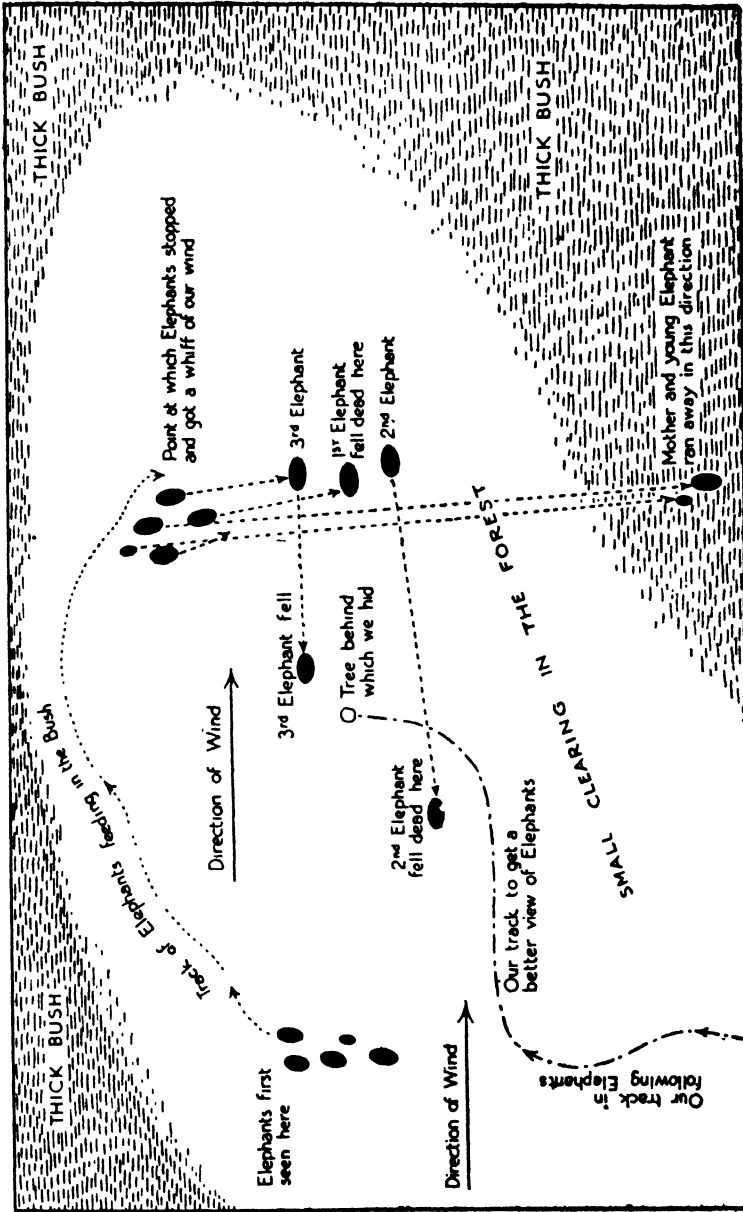 THICK BUSH
THICK BUSH
THICK BUSH
Track of Elephants feeding in the Bush
Point at which Elephants stopped
and got a whiff of our wind
Elephants first
seen here
Direction of Wind
3rd Elephant fell
3rd Elephant
1st Elephant
fell dead here
Tree behind
which we hid
2nd Elephant
2nd Elephant
fell dead here
Direction of Wind
Our track to get a
better view of Elephants
SMALL CLEARING IN THE FOREST
Our track in
following Elephants
Mother and young Elephant
ran away in this direction